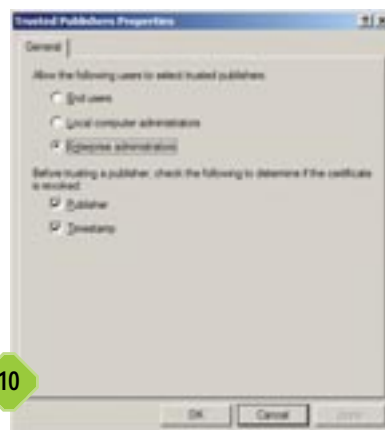 Trusted Publishers Properties
General
Allow the following users to select trusted publishers:
End users
Local computer administrators
Enterprise administrators
Before trusting a publisher, check the following to determine if the certificate
is revoked:
Publisher
Timestamp
10
OK Cancel Apply